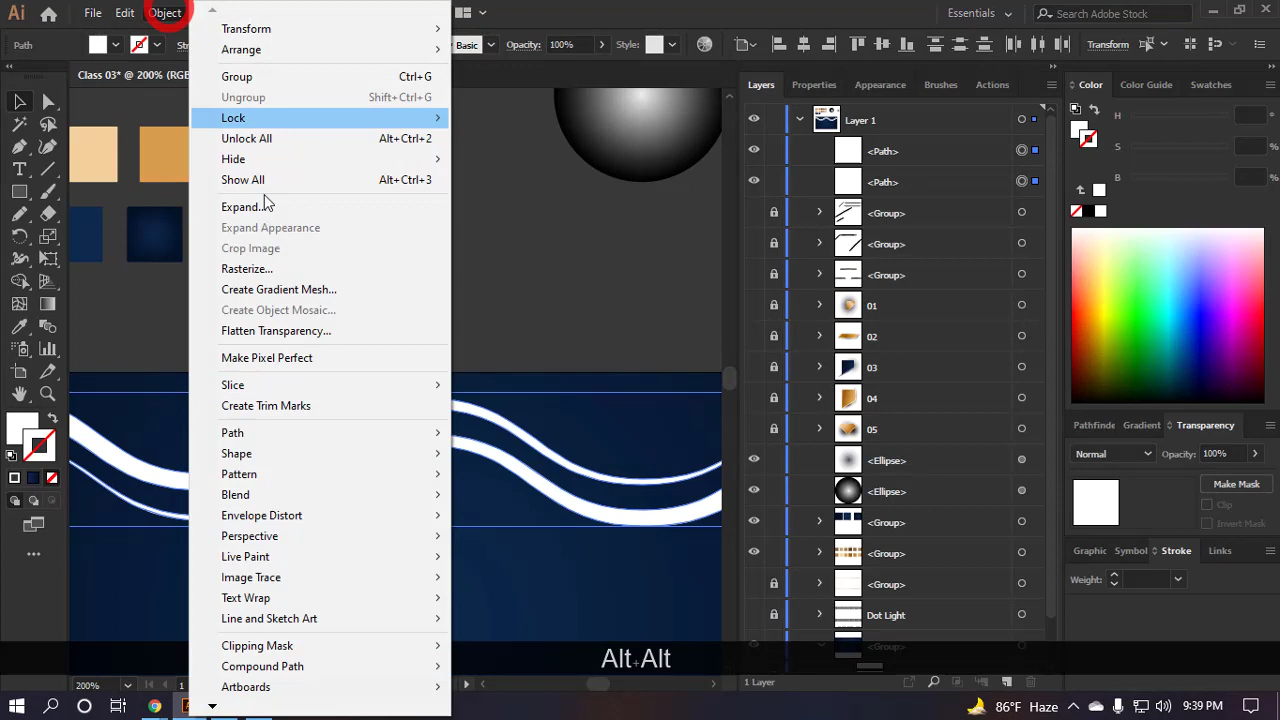 Ai File Edit Object Essentials Search Adobe Stock
Path Basic Opacity: 100% Style: Transform
Class 03* @ 200% (RGB
Transform
Arrange
Group Ctrl+G
Ungroup Shift+Ctrl+G
Lock
Unlock All Alt+Ctrl+2
Hide
Show All Alt+Ctrl+3
Expand...
Expand Appearance
Crop Image
Rasterize...
Create Gradient Mesh...
Create Object Mosaic...
Flatten Transparency...
Make Pixel Perfect
Slice
Create Trim Marks
Path
Shape
Pattern
Blend
Envelope Distort
Perspective
Live Paint
Image Trace
Text Wrap
Line and Sketch Art
Clipping Mask
Compound Path
Artboards
Layers Properties Appearance Brushes Actions
Layer 1
<Path>
<Path>
<Group>
<Group>
<Group>
01
02
03
04
05
<Ellipse>
<Ellipse>
<Group>
<Group>
<Group>
Dot Light
<Group>
1 Layer
Color Color Guide Swatches
H
S
B
Pathfinde Gradient Transparency
Normal Opacity: 100%
Make Mask
Clip
Invert Mask
Graphic Symbol Stroke Links
Weight:
Alt+Alt
200% 1
86°F Haze 9:39 PM